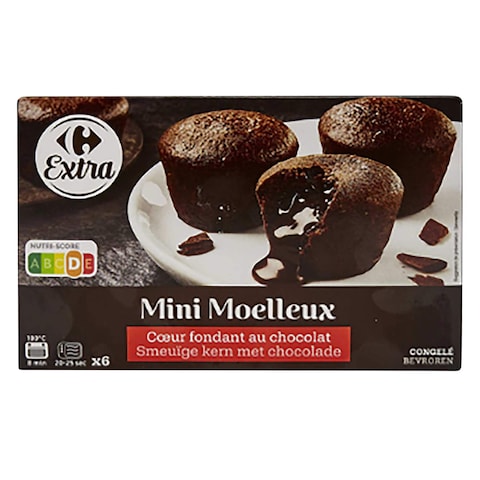 Carrefour
Extra
NUTRI-SCORE
A B C D E
Mini Moelleux
Cœur fondant au chocolat
Smeuïge kern met chocolade
180°C
8 min
20-25 sec
x6
CONGELÉ
BEVROREN